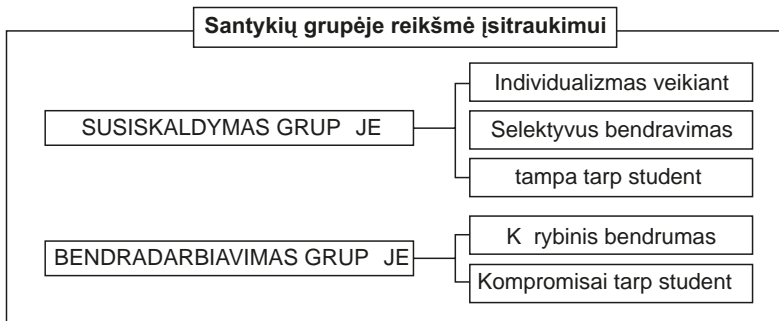 Santykių grupėje reikšmė įsitraukimui
SUSISKALDYMAS GRUP JE
Individualizmas veikiant
Selektyvus bendravimas
tampa tarp student
BENDRADARBIAVIMAS GRUP JE
K rybinis bendrumas
Kompromisai tarp student